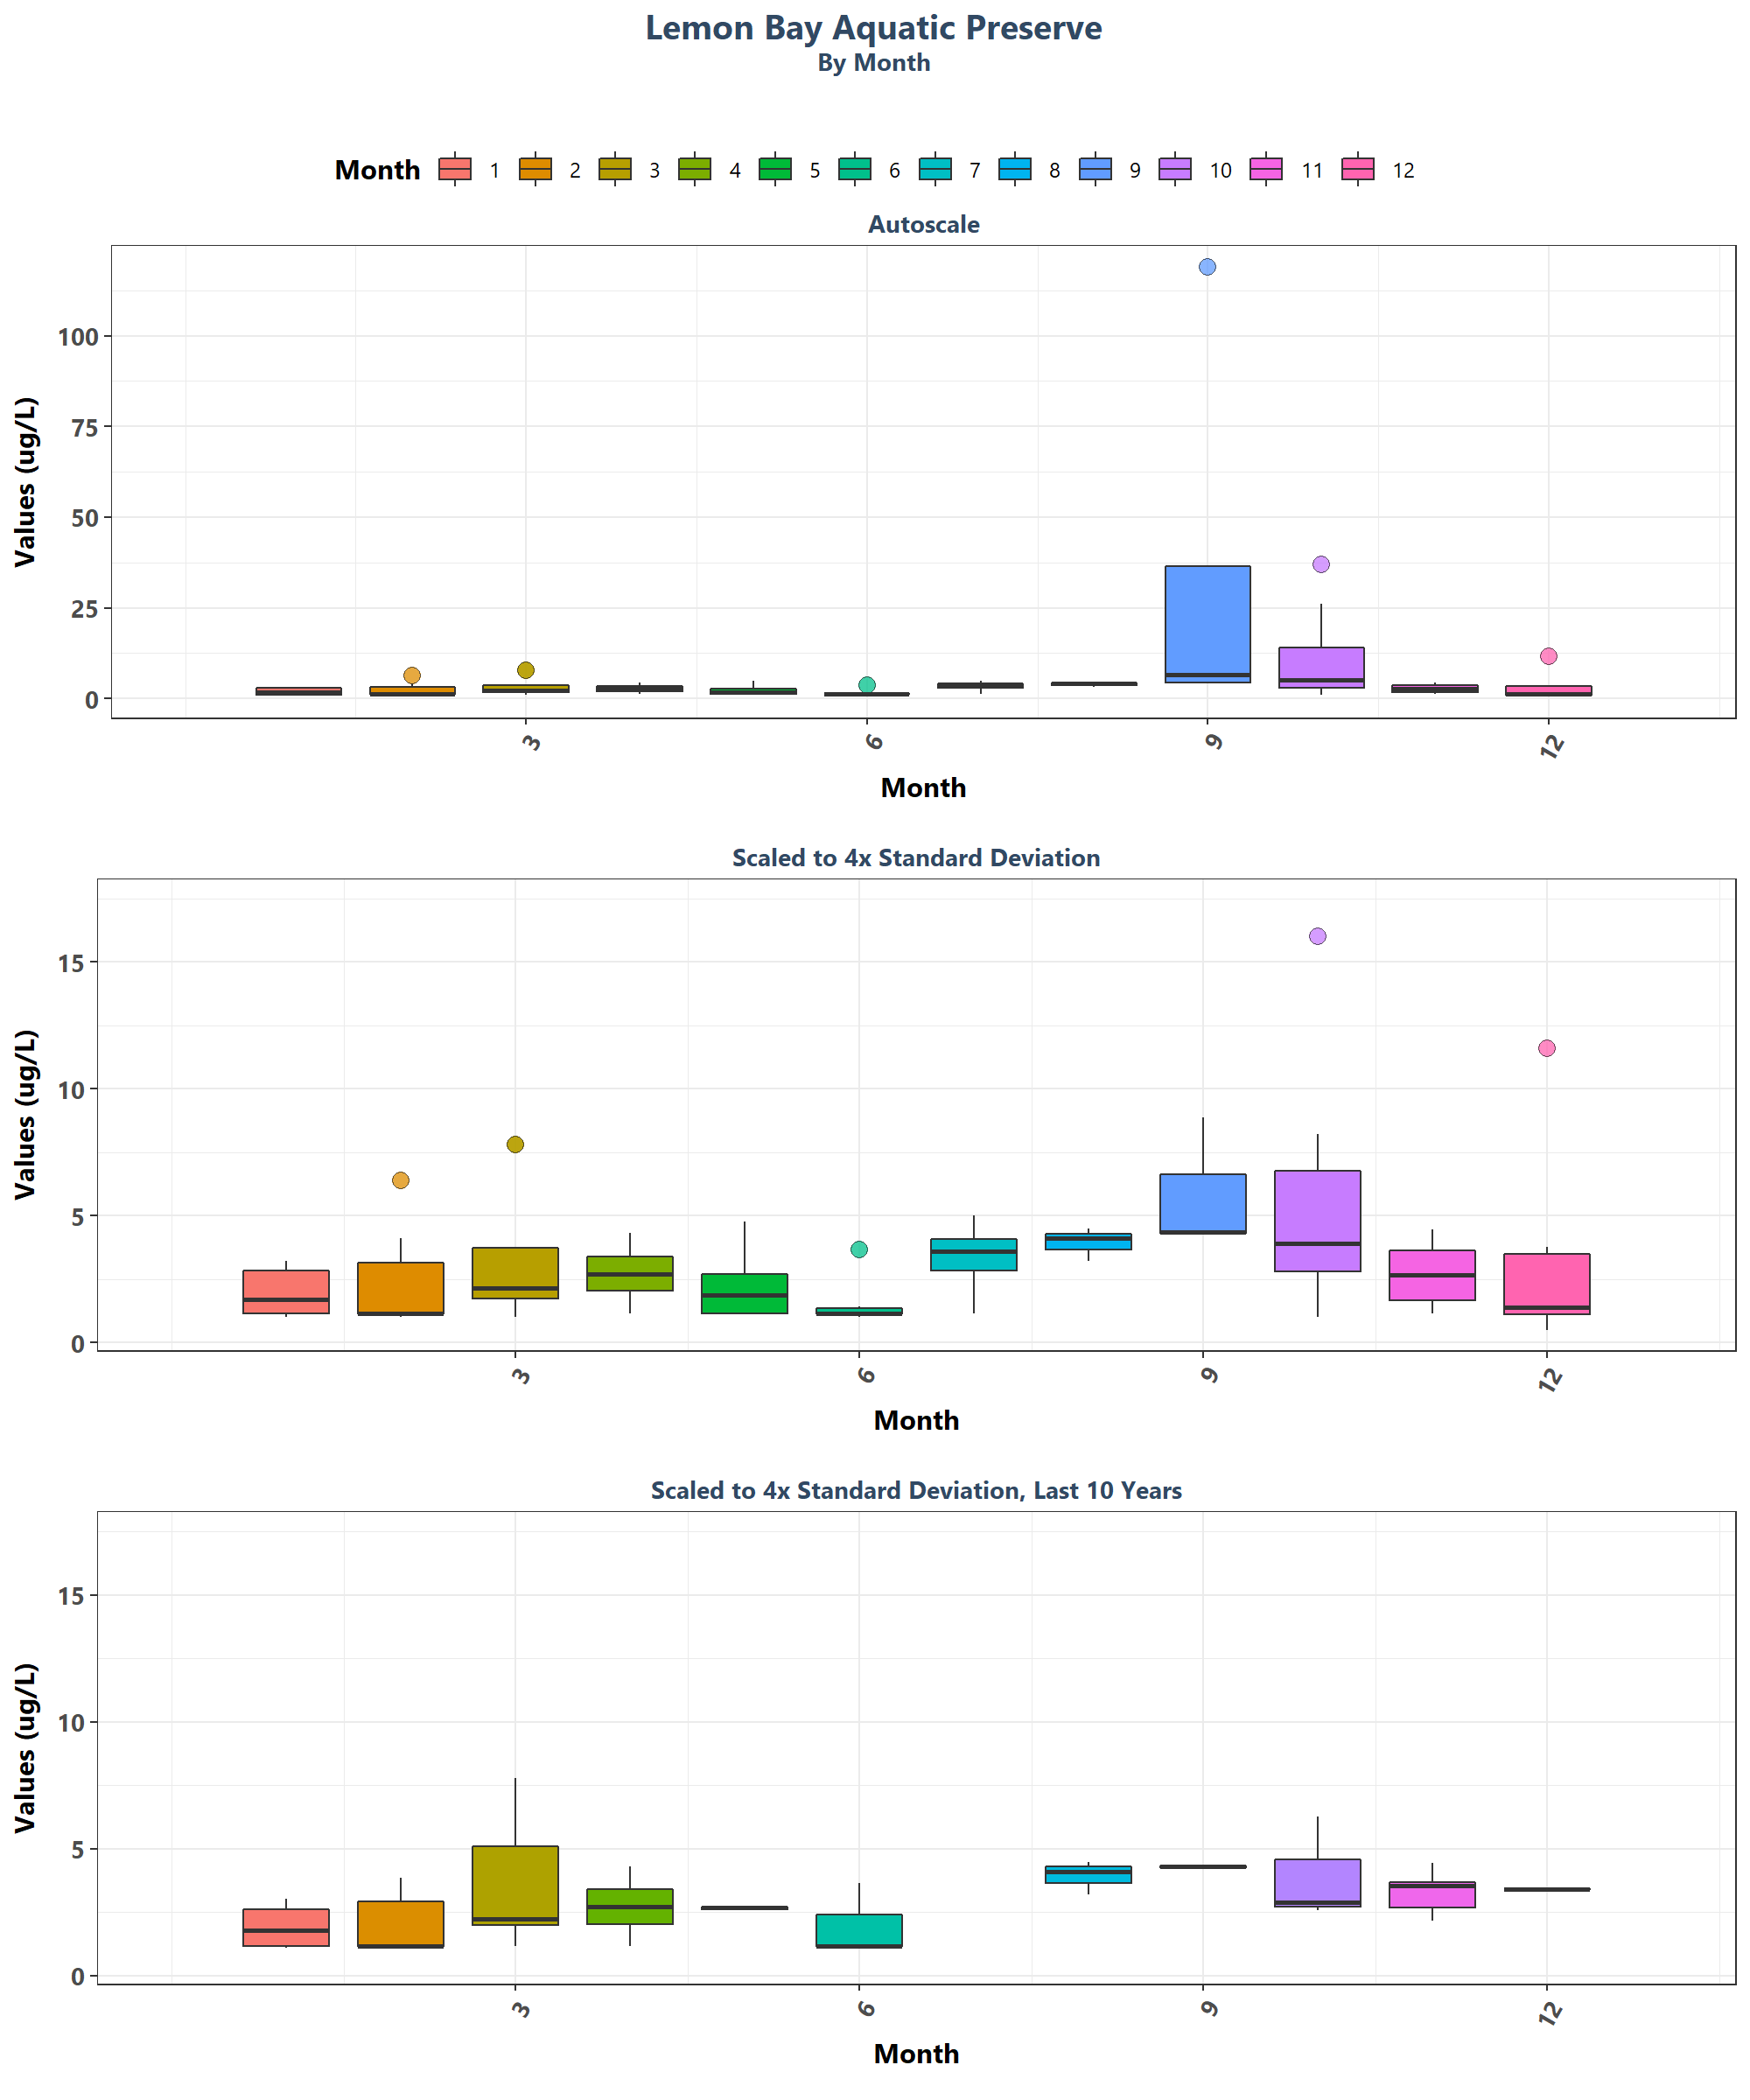 Lemon Bay Aquatic Preserve
By Month
Month 1 2 3 4 5 6 7 8 9 10 11 12
Autoscale
Values (ug/L)
100
75
50
25
0
3 6 9 12
Month
Scaled to 4x Standard Deviation
Values (ug/L)
15
10
5
0
3 6 9 12
Month
Scaled to 4x Standard Deviation, Last 10 Years
Values (ug/L)
15
10
5
0
3 6 9 12
Month